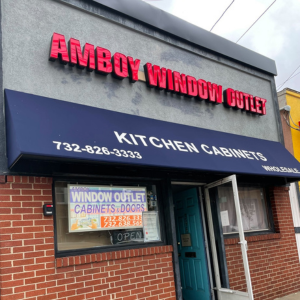 AMBOY WINDOW OUTLET
KITCHEN CABINETS
732-826-3333
WHOLESALE
WINDOW OUTLET
CABINETS & DOORS
OPEN